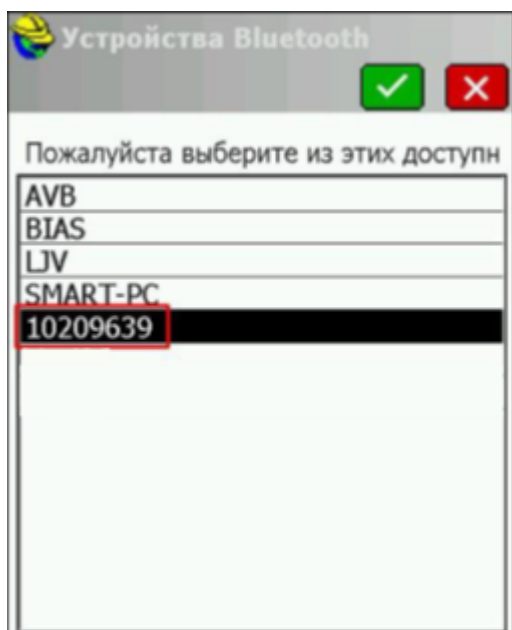 Устройства Bluetooth
Пожалуйста выберите из этих доступн
AVB
BIAS
LJV
SMART-PC
10209639